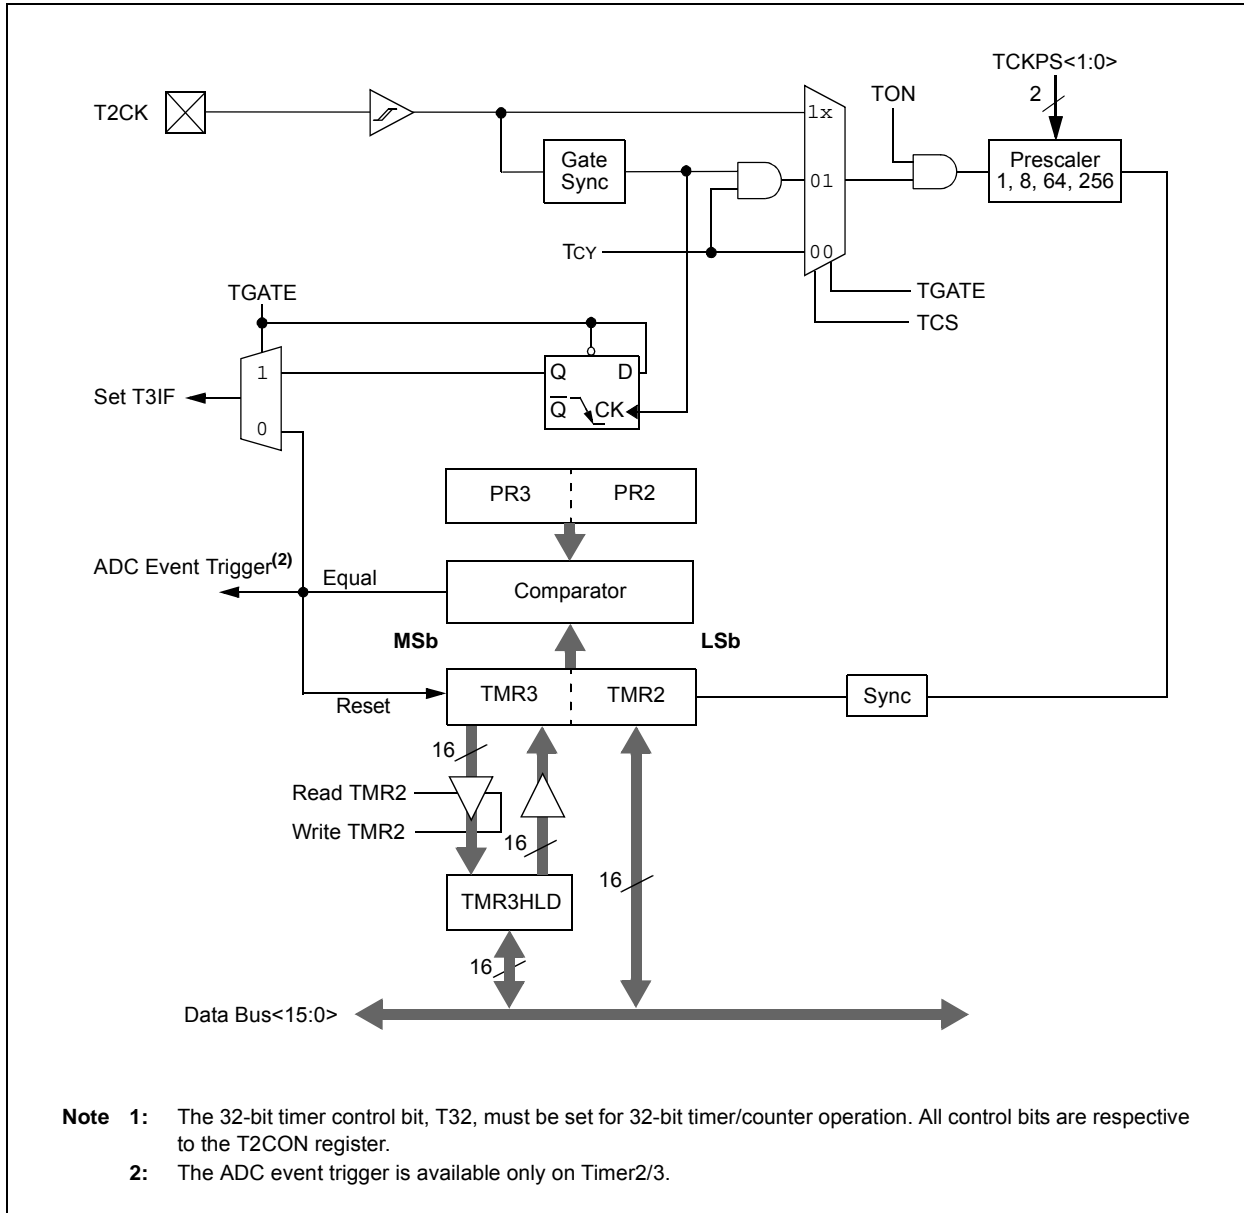 TCKPS<1:0>
2
T2CK
TON
1x
Gate
Sync
Prescaler
1, 8, 64, 256
01
TCY
00
TGATE
TCS
TGATE
1
Q
D
Set T3IF
Q
CK
0
PR3
PR2
ADC Event Trigger(2)
Equal
Comparator
MSb
LSb
TMR3
TMR2
Sync
Reset
16
Read TMR2
Write TMR2
16
16
TMR3HLD
16
Data Bus<15:0>
Note 1: The 32-bit timer control bit, T32, must be set for 32-bit timer/counter operation. All control bits are respective
to the T2CON register.
2: The ADC event trigger is available only on Timer2/3.